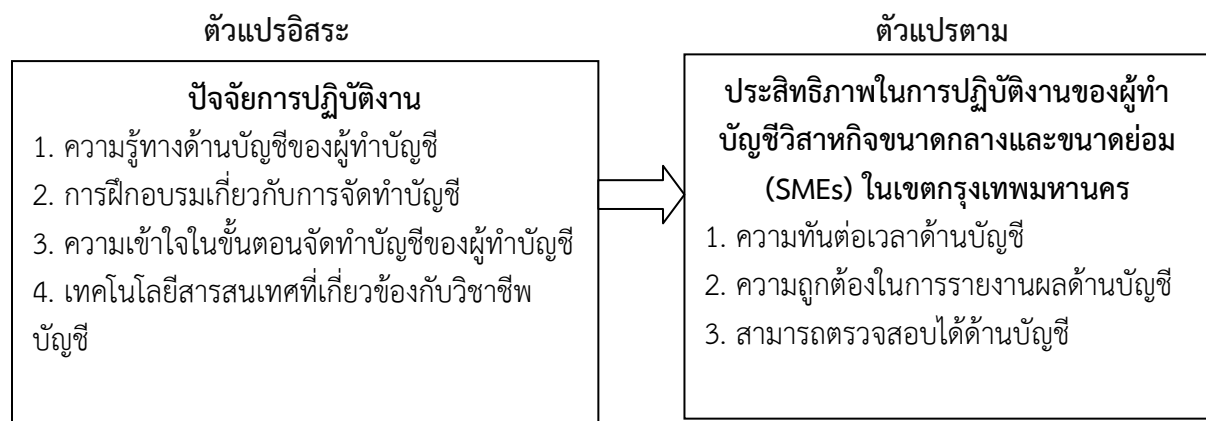 ตัวแปรอิสระ
ปัจจัยการปฏิบัติงาน
1. ความรู้ทางด้านบัญชีของผู้ทำบัญชี
2. การฝึกอบรมเกี่ยวกับการจัดทำบัญชี
3. ความเข้าใจในขั้นตอนจัดทำบัญชีของผู้ทำบัญชี
4. เทคโนโลยีสารสนเทศที่เกี่ยวข้องกับวิชาชีพ
บัญชี
ตัวแปรตาม
ประสิทธิภาพในการปฏิบัติงานของผู้ทำ
บัญชีวิสาหกิจขนาดกลางและขนาดย่อม
(SMEs) ในเขตกรุงเทพมหานคร
1. ความทันต่อเวลาด้านบัญชี
2. ความถูกต้องในการรายงานผลด้านบัญชี
3. สามารถตรวจสอบได้ด้านบัญชี